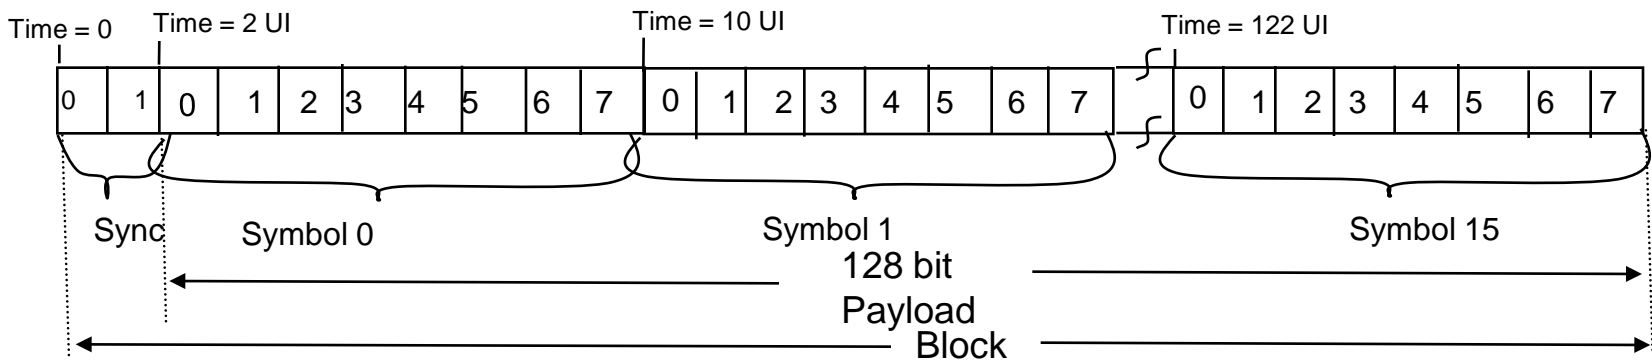 Time = 0 Time = 2 UI Time = 10 UI Time = 122 UI
0 1 0 1 2 3 4 5 6 7 0 1 2 3 4 5 6 7 0 1 2 3 4 5 6 7
Sync Symbol 0 Symbol 1 Symbol 15
128 bit
Payload
Block